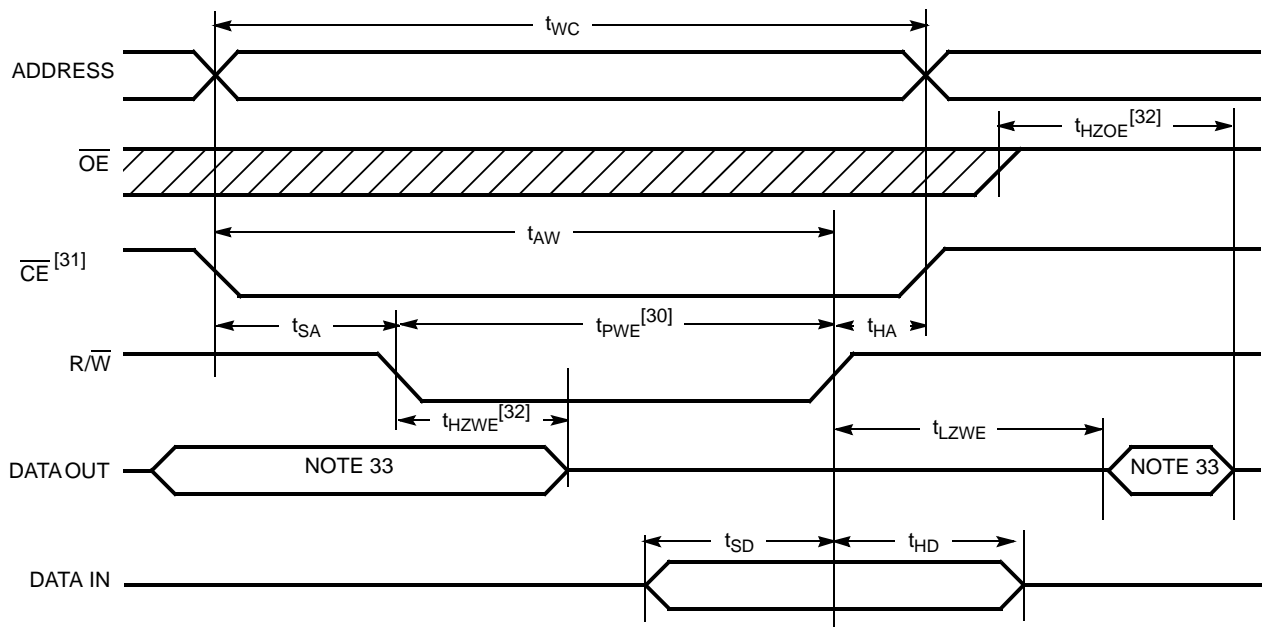 tWC
ADDRESS
tHZOE[32]
OE
tAW
CE [31]
tSA
tPWE[30]
tHA
R/W
tHZWE[32]
tLZWE
DATA OUT
NOTE 33
NOTE 33
tSD
tHD
DATA IN